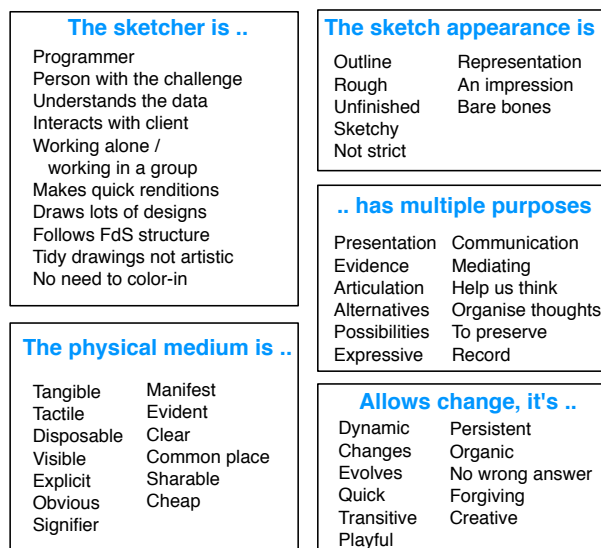 The sketcher is ..
Programmer
Person with the challenge
Understands the data
Interacts with client
Working alone /
working in a group
Makes quick renditions
Draws lots of designs
Follows FdS structure
Tidy drawings not artistic
No need to color-in
The physical medium is ..
Tangible
Tactile
Disposable
Visible
Explicit
Obvious
Signifier
Manifest
Evident
Clear
Common place
Sharable
Cheap
The sketch appearance is
Outline
Rough
Unfinished
Sketchy
Not strict
Representation
An impression
Bare bones
.. has multiple purposes
Presentation
Evidence
Articulation
Alternatives
Possibilities
Expressive
Communication
Mediating
Help us think
Organise thoughts
To preserve
Record
Allows change, it's ..
Dynamic
Changes
Evolves
Quick
Transitive
Playful
Persistent
Organic
No wrong answer
Forgiving
Creative